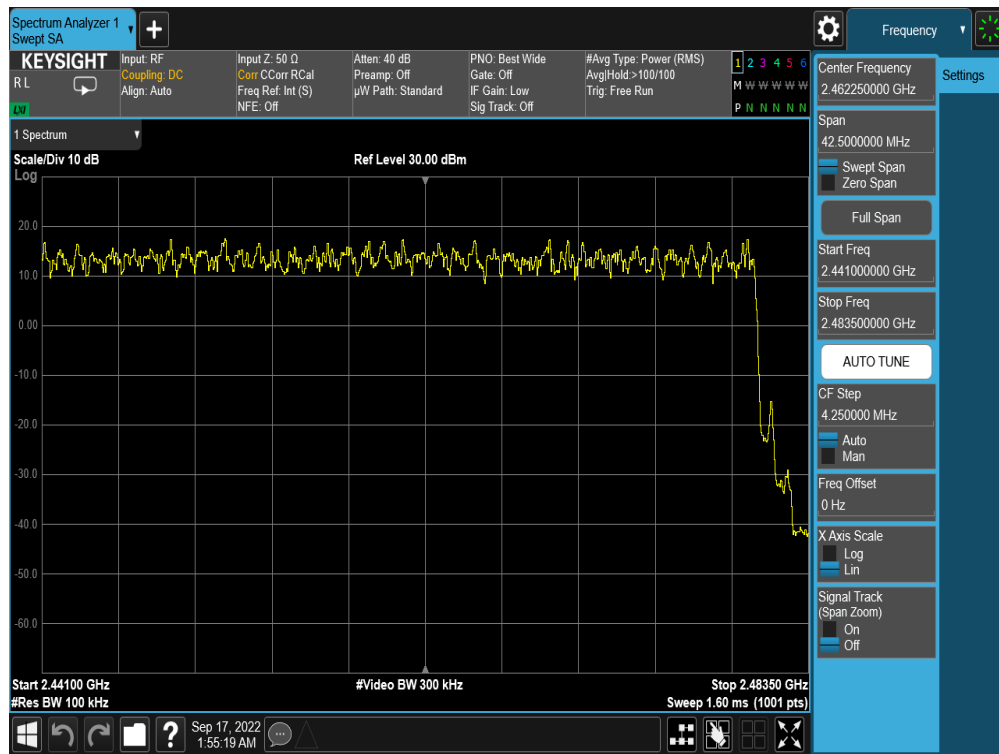 Spectrum Analyzer 1
Swept SA
Frequency
KEYSIGHT
R L
LXI
Input: RF
Coupling: DC
Align: Auto
Input Z: 50 Ω
Corr CCorr RCal
Freq Ref: Int (S)
NFE: Off
Atten: 40 dB
Preamp: Off
µW Path: Standard
PNO: Best Wide
Gate: Off
IF Gain: Low
Sig Track: Off
#Avg Type: Power (RMS)
Avg|Hold:>100/100
Trig: Free Run
1 2 3 4 5 6
M W W W W W
P N N N N N
1 Spectrum
Scale/Div 10 dB
Ref Level 30.00 dBm
Log
20.0
10.0
0.00
-10.0
-20.0
-30.0
-40.0
-50.0
-60.0
Start 2.44100 GHz
#Video BW 300 kHz
Stop 2.48350 GHz
#Res BW 100 kHz
Sweep 1.60 ms (1001 pts)
Center Frequency
2.462250000 GHz
Settings
Span
42.5000000 MHz
Swept Span
Zero Span
Full Span
Start Freq
2.441000000 GHz
Stop Freq
2.483500000 GHz
AUTO TUNE
CF Step
4.250000 MHz
Auto
Man
Freq Offset
0 Hz
X Axis Scale
Log
Lin
Signal Track
(Span Zoom)
On
Off
?
Sep 17, 2022
1:55:19 AM